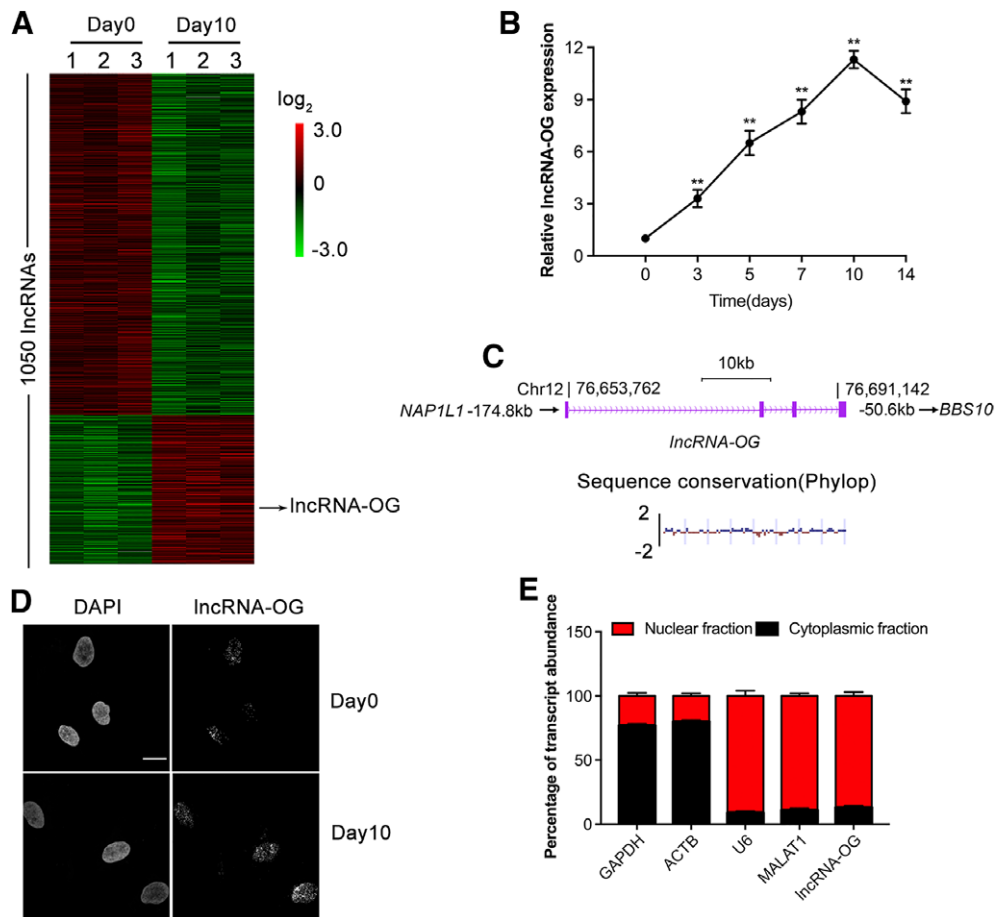 A
Day0 Day10
1 2 3 1 2 3
log2
3.0
0
-3.0
1050 lncRNAs
lncRNA-OG
B
Relative lncRNA-OG expression
12
9
6
3
0
** ** ** ** **
0 3 5 7 10 14
Time(days)
C
10kb
Chr12 | 76,653,762 | 76,691,142
NAP1L1 -174.8kb -50.6kb BBS10
lncRNA-OG
Sequence conservation(Phylop)
2
-2
D
DAPI lncRNA-OG
Day0
Day10
E
Percentage of transcript abundance
Nuclear fraction Cytoplasmic fraction
150
100
50
0
GAPDH ACTB U6 MALAT1 lncRNA-OG